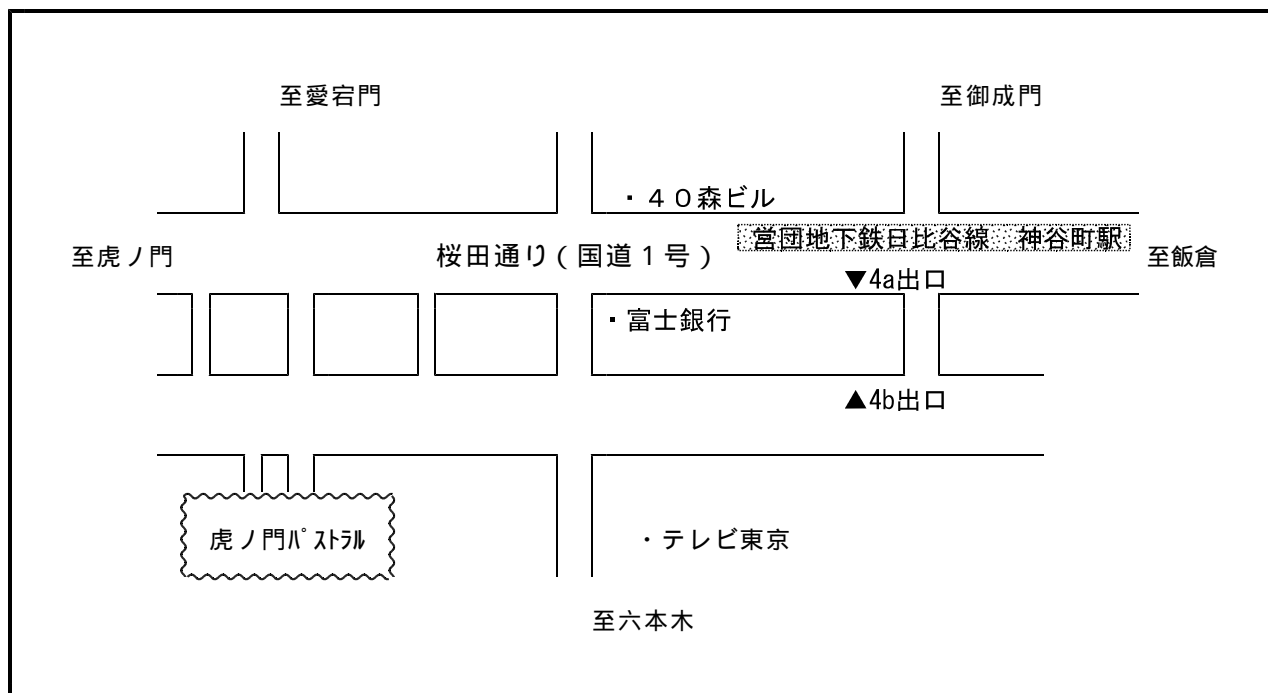 至愛宕門
至御成門
・４０森ビル
営団地下鉄日比谷線　神谷町駅
至虎ノ門
桜田通り（国道１号）
至飯倉
▼4a出口
・富士銀行
▲4b出口
虎ノ門ﾊﾟｽﾄﾗﾙ
・テレビ東京
至六本木